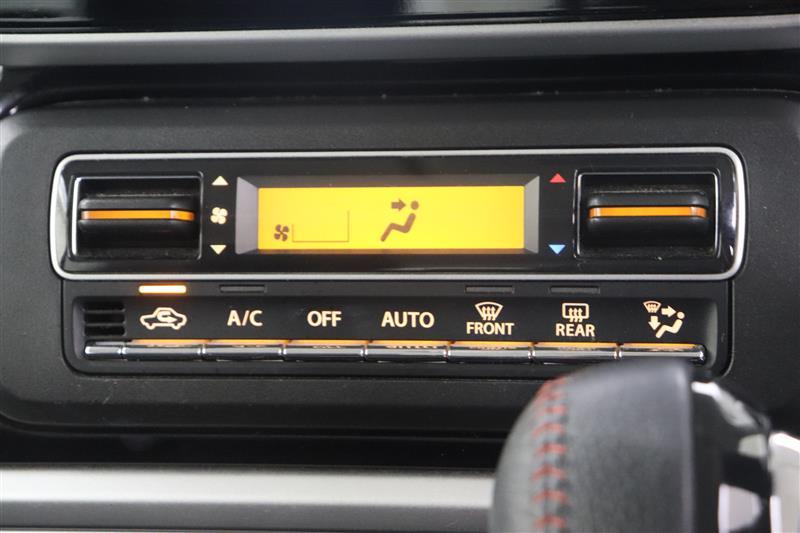 A/C OFF AUTO FRONT REAR